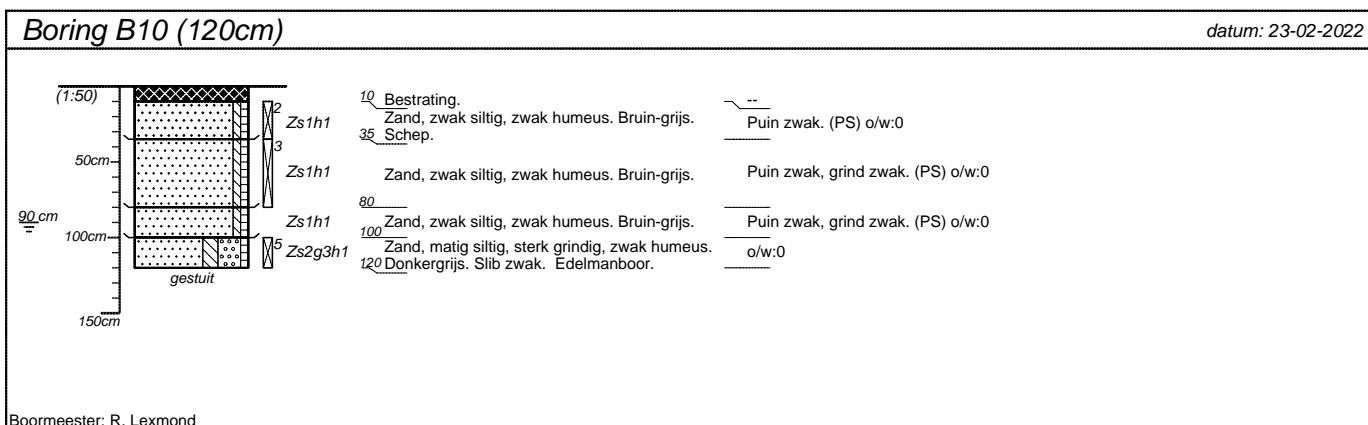 Boring B10 (120cm) datum: 23-02-2022
(1:50)
10 Bestrating. --
2 Zs1h1 Zand, zwak siltig, zwak humeus. Bruin-grijs. Puin zwak. (PS) o/w:0
35 Schep.
3
50cm Zs1h1 Zand, zwak siltig, zwak humeus. Bruin-grijs. Puin zwak, grind zwak. (PS) o/w:0
80
90 cm Zs1h1 Zand, zwak siltig, zwak humeus. Bruin-grijs. Puin zwak, grind zwak. (PS) o/w:0
100cm 100
5 Zs2g3h1 Zand, matig siltig, sterk grindig, zwak humeus. o/w:0
120 Donkergrijs. Slib zwak. Edelmanboor.
gestuit
150cm
Boormeester: R. Lexmond